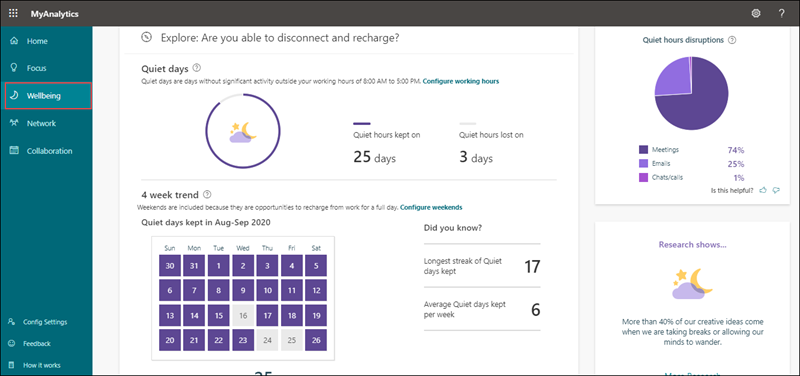 MyAnalytics
?
Home
Focus
Wellbeing
Network
Collaboration
Config Settings
Feedback
How it works
Explore: Are you able to disconnect and recharge?
Quiet days ?
Quiet days are days without significant activity outside your working hours of 8:00 AM to 5:00 PM. Configure working hours
Quiet hours kept on
25 days
Quiet hours lost on
3 days
4 week trend ?
Weekends are included because they are opportunities to recharge from work for a full day. Configure weekends
Quiet days kept in Aug-Sep 2020
Sun Mon Tue Wed Thu Fri Sat
30 31 1 2 3 4 5
6 7 8 9 10 11 12
13 14 15 16 17 18 19
20 21 22 23 24 25 26
Did you know?
Longest streak of Quiet
days kept
17
Average Quiet days kept
per week
6
Quiet hours disruptions ?
Meetings 74%
Emails 25%
Chats/calls 1%
Is this helpful?
Research shows...
More than 40% of our creative ideas come
when we are taking breaks or allowing our
minds to wander.